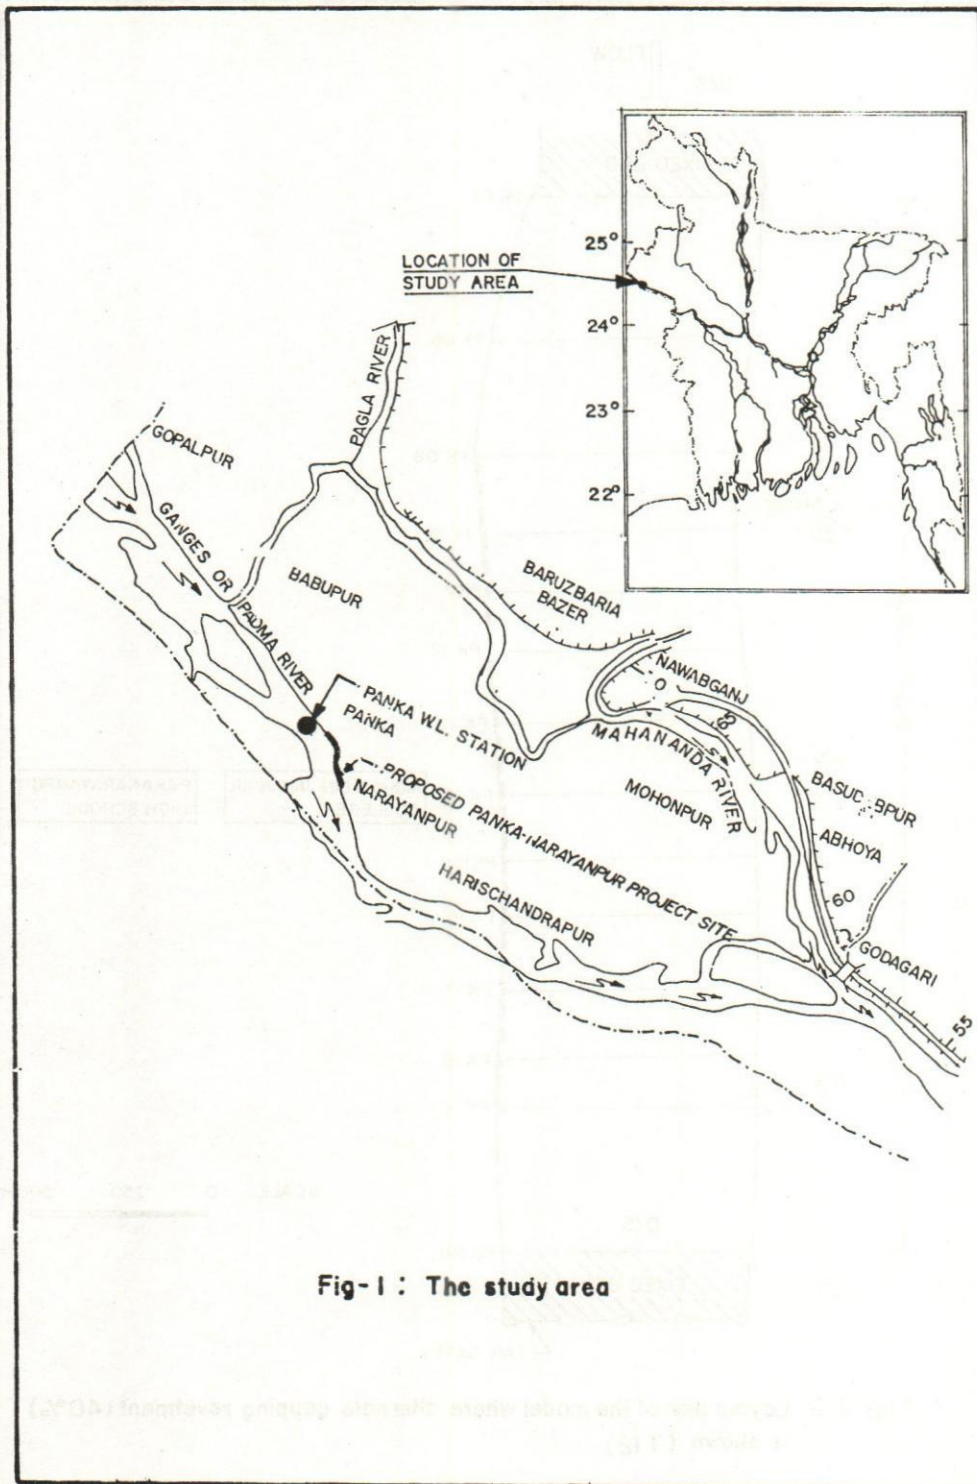 LOCATION OF
STUDY AREA
25°
24°
23°
22°
PAGLA RIVER
GOPALPUR
GANGES OR PADMA RIVER
BABUPUR
BARUZBARIA
BAZER
NAWABGANJ
PANKA W.L. STATION
PANKA
MAHANANDA RIVER
PROPOSED PANKA-NARAYANPUR PROJECT SITE
NARAYANPUR
MOHONPUR
BASUD PUR
ABHOYA
HARISCHANDRAPUR
60
GODAGARI
55
Fig-1 : The study area